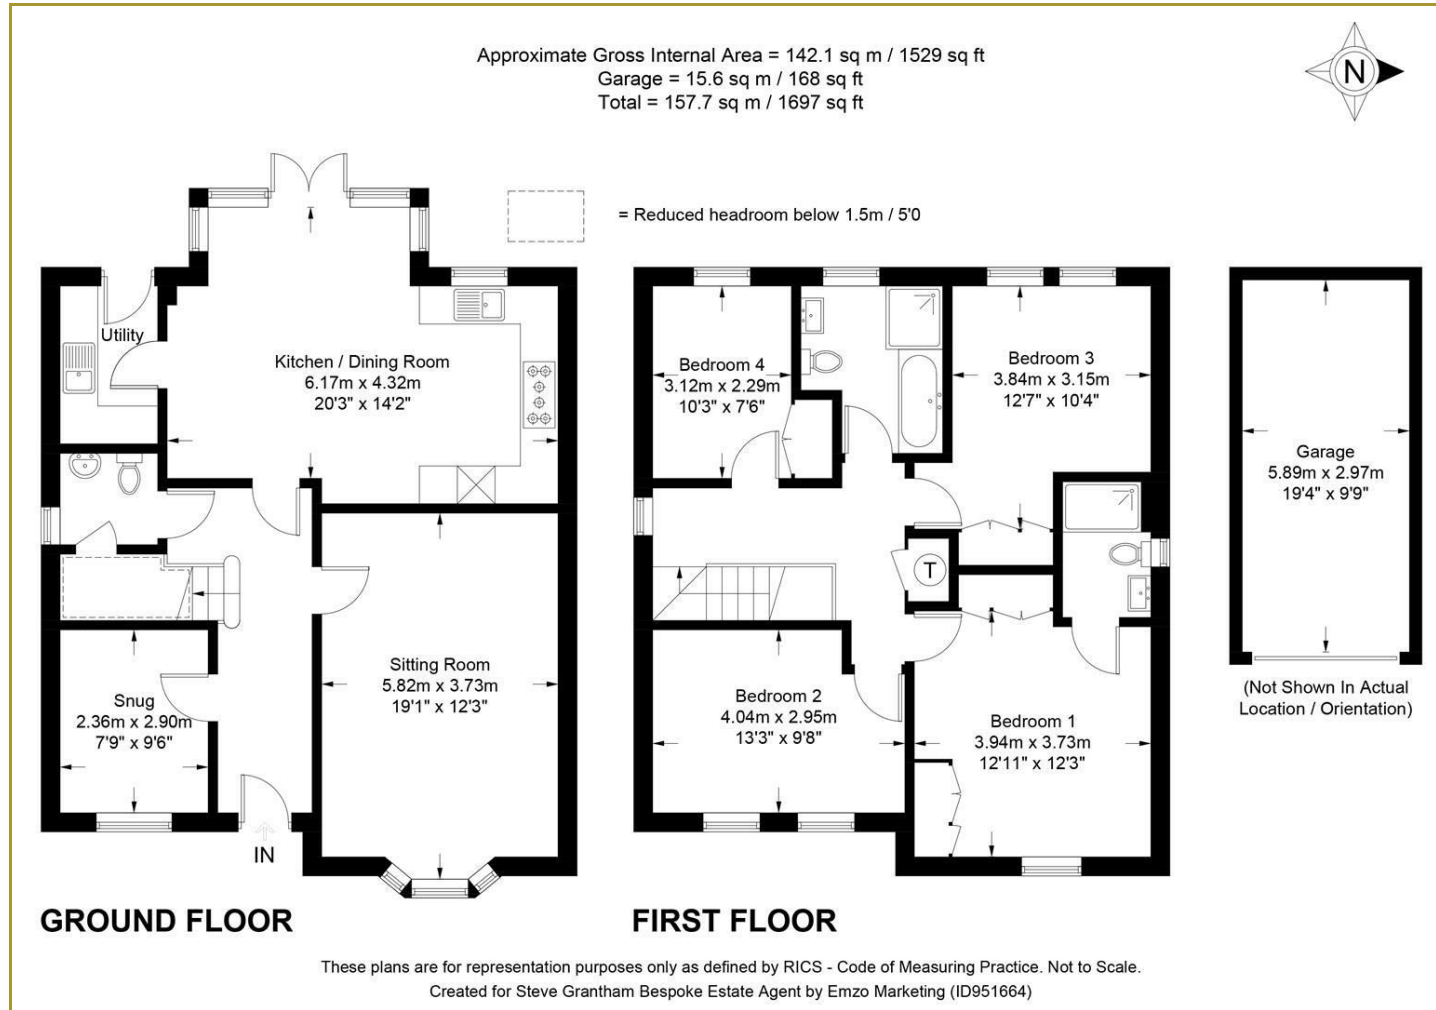 Approximate Gross Internal Area = 142.1 sq m / 1529 sq ft
Garage = 15.6 sq m / 168 sq ft
Total = 157.7 sq m / 1697 sq ft
N
= Reduced headroom below 1.5m / 5'0
Utility
Kitchen / Dining Room
6.17m x 4.32m
20'3" x 14'2"
Sitting Room
5.82m x 3.73m
19'1" x 12'3"
Snug
2.36m x 2.90m
7'9" x 9'6"
IN
GROUND FLOOR
Bedroom 4
3.12m x 2.29m
10'3" x 7'6"
Bedroom 3
3.84m x 3.15m
12'7" x 10'4"
T
Bedroom 2
4.04m x 2.95m
13'3" x 9'8"
Bedroom 1
3.94m x 3.73m
12'11" x 12'3"
FIRST FLOOR
Garage
5.89m x 2.97m
19'4" x 9'9"
(Not Shown In Actual
Location / Orientation)
These plans are for representation purposes only as defined by RICS - Code of Measuring Practice. Not to Scale.
Created for Steve Grantham Bespoke Estate Agent by Emzo Marketing (ID951664)